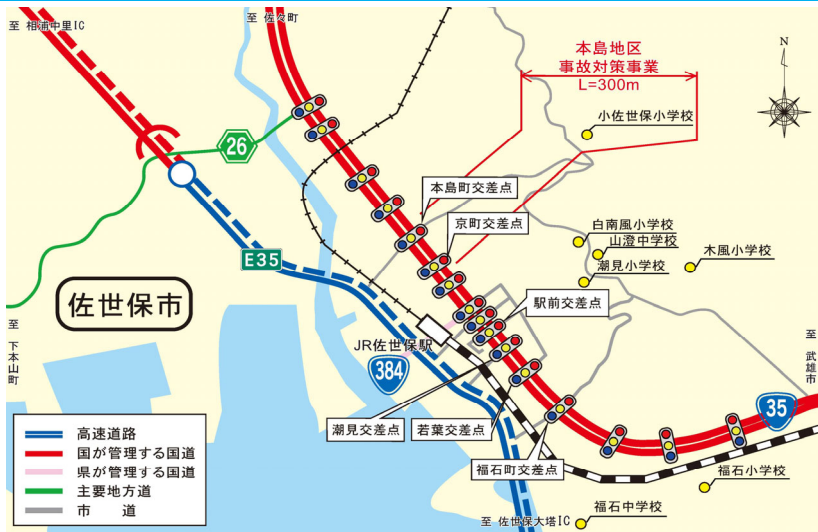 至 相浦中里IC
至 佐々町
本島地区
事故対策事業
L=300m
N
小佐世保小学校
26
本島町交差点
京町交差点
白南風小学校
山澄中学校
木風小学校
潮見小学校
E35
佐世保市
駅前交差点
至 下本山町
JR佐世保駅
384
至 武雄市
35
潮見交差点
若葉交差点
福石町交差点
高速道路
国が管理する国道
県が管理する国道
主要地方道
市　道
福石小学校
福石中学校
至 佐世保大塔IC